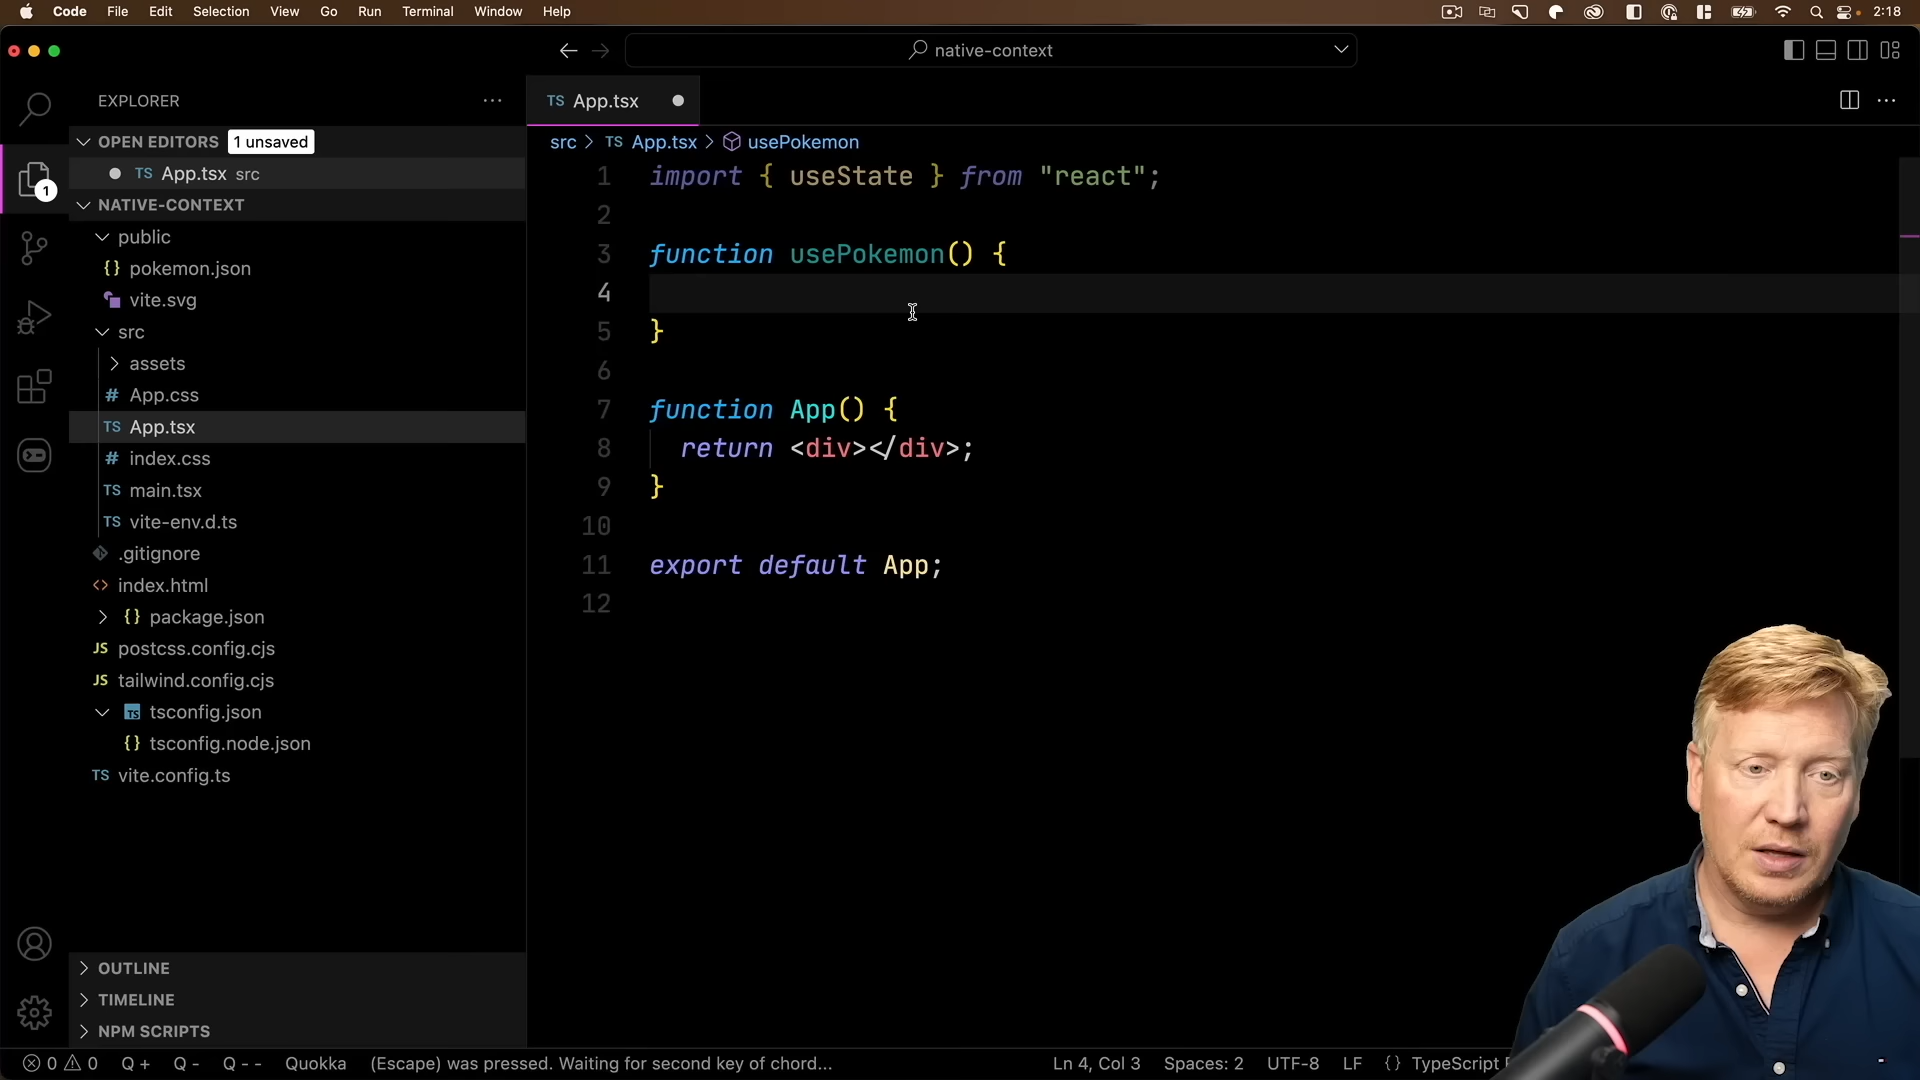 Code File Edit Selection View Go Run Terminal Window Help 2:18
native-context
EXPLORER
OPEN EDITORS 1 unsaved
TS App.tsx src
NATIVE-CONTEXT
public
{} pokemon.json
vite.svg
src
assets
# App.css
TS App.tsx
# index.css
TS main.tsx
TS vite-env.d.ts
.gitignore
<> index.html
{} package.json
JS postcss.config.cjs
JS tailwind.config.cjs
TS tsconfig.json
{} tsconfig.node.json
TS vite.config.ts
OUTLINE
TIMELINE
NPM SCRIPTS
1
TS App.tsx
src > TS App.tsx > usePokemon
1 import { useState } from "react";
2
3 function usePokemon() {
4
5 }
6
7 function App() {
8 return <div></div>;
9 }
10
11 export default App;
12
0 0 Q + Q - Q - - Quokka (Escape) was pressed. Waiting for second key of chord... Ln 4, Col 3 Spaces: 2 UTF-8 LF {} TypeScript